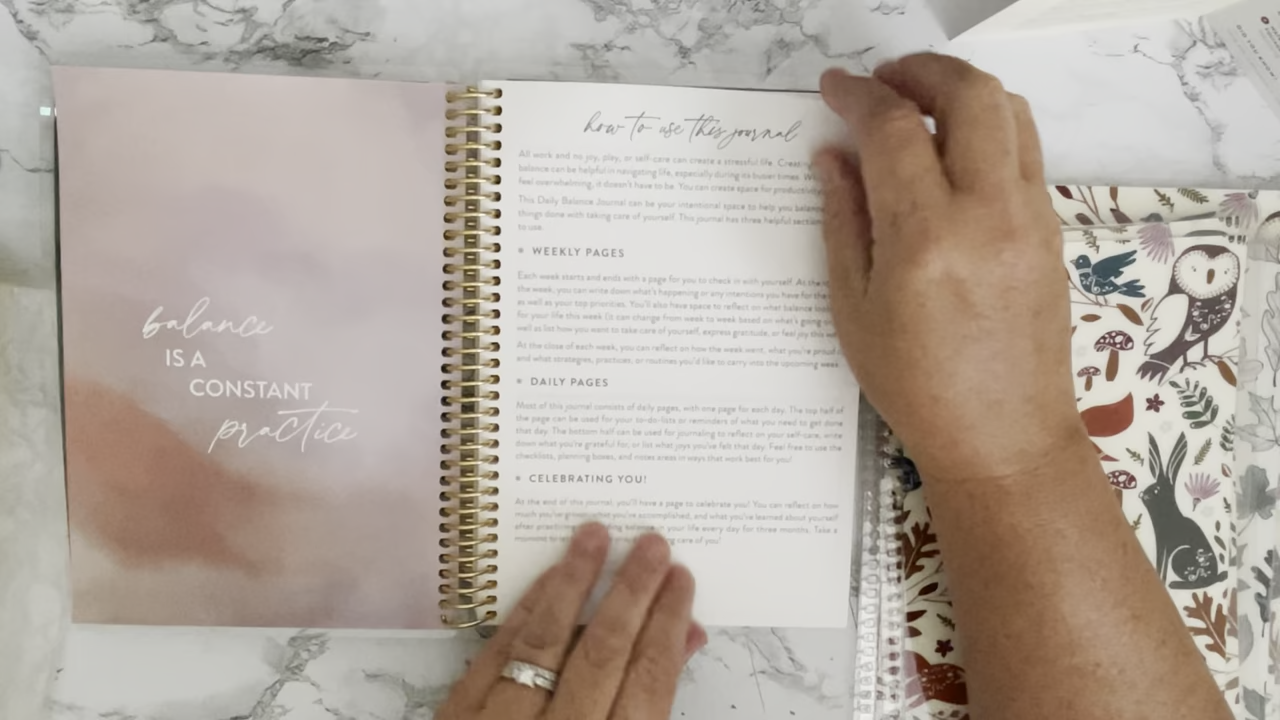 balance
IS A
CONSTANT
practice
how to use this journal
All work and no joy, play, or self-care can create a stressful life. Creating
balance can be helpful in navigating life, especially during its busier times. W
feel overwhelming, it doesn't have to be. You can create space for productivity
This Daily Balance Journal can be your intentional space to help you balance
things done with taking care of yourself. This journal has three helpful sections
to use.
WEEKLY PAGES
Each week starts and ends with a page for you to check in with yourself. At the
the week, you can write down what's happening or any intentions you have for the
as well as your top priorities. You'll also have space to reflect on what balance
for your life this week (it can change from week to week based on what's going
well as list how you want to take care of yourself, express gratitude, or feel joy this
At the close of each week, you can reflect on how the week went, what you're proud
and what strategies, practices, or routines you'd like to carry into the upcoming week.
DAILY PAGES
Most of this journal consists of daily pages, with one page for each day. The top half of
the page can be used for your to-do-lists or reminders of what you need to get done
that day. The bottom half can be used for journaling to reflect on your self-care, write
down what you're grateful for, or list what joys you've felt that day. Feel free to use the
checklists, planning boxes, and notes areas in ways that work best for you!
CELEBRATING YOU!
At the end of this journal, you'll have a page to celebrate you! You can reflect on how
much you've grown, what you've accomplished, and what you've learned about yourself
after practicing finding balance in your life every day for three months. Take a
moment to care of you!